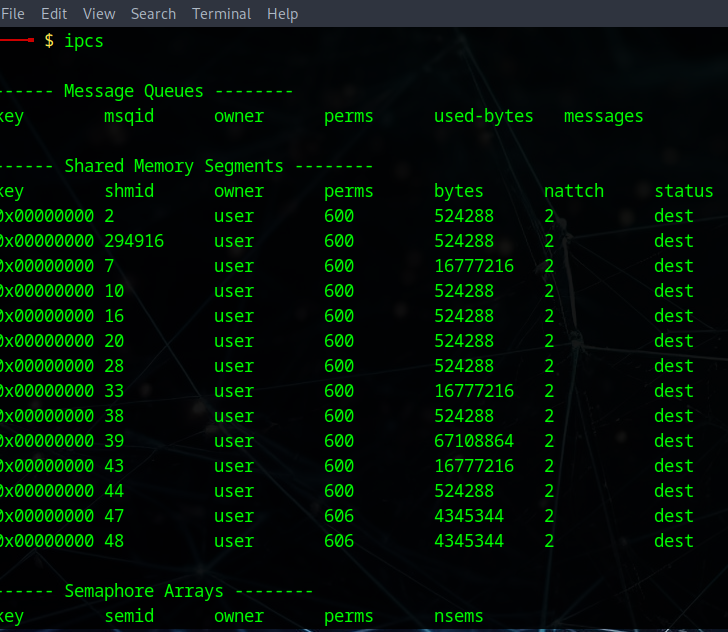 File Edit View Search Terminal Help
$ ipcs
------ Message Queues --------
key msqid owner perms used-bytes messages
------ Shared Memory Segments --------
key shmid owner perms bytes nattch status
0x00000000 2 user 600 524288 2 dest
0x00000000 294916 user 600 524288 2 dest
0x00000000 7 user 600 16777216 2 dest
0x00000000 10 user 600 524288 2 dest
0x00000000 16 user 600 524288 2 dest
0x00000000 20 user 600 524288 2 dest
0x00000000 28 user 600 524288 2 dest
0x00000000 33 user 600 16777216 2 dest
0x00000000 38 user 600 524288 2 dest
0x00000000 39 user 600 67108864 2 dest
0x00000000 43 user 600 16777216 2 dest
0x00000000 44 user 600 524288 2 dest
0x00000000 47 user 606 4345344 2 dest
0x00000000 48 user 606 4345344 2 dest
------ Semaphore Arrays --------
key semid owner perms nsems